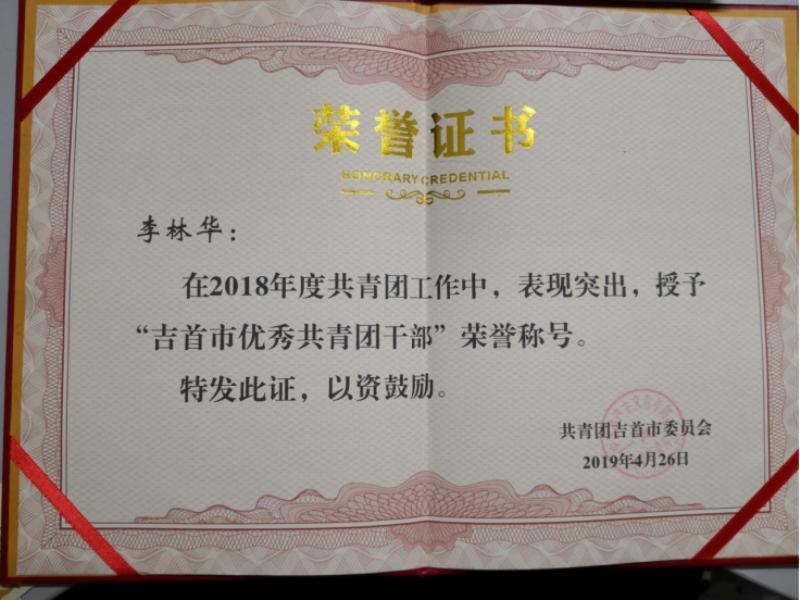 荣誉证书
HONORARY CREDENTIAL
李林华：
在2018年度共青团工作中，表现突出，授予
“吉首市优秀共青团干部”荣誉称号。
特发此证，以资鼓励。
共青团吉首市委员会
2019年4月26日